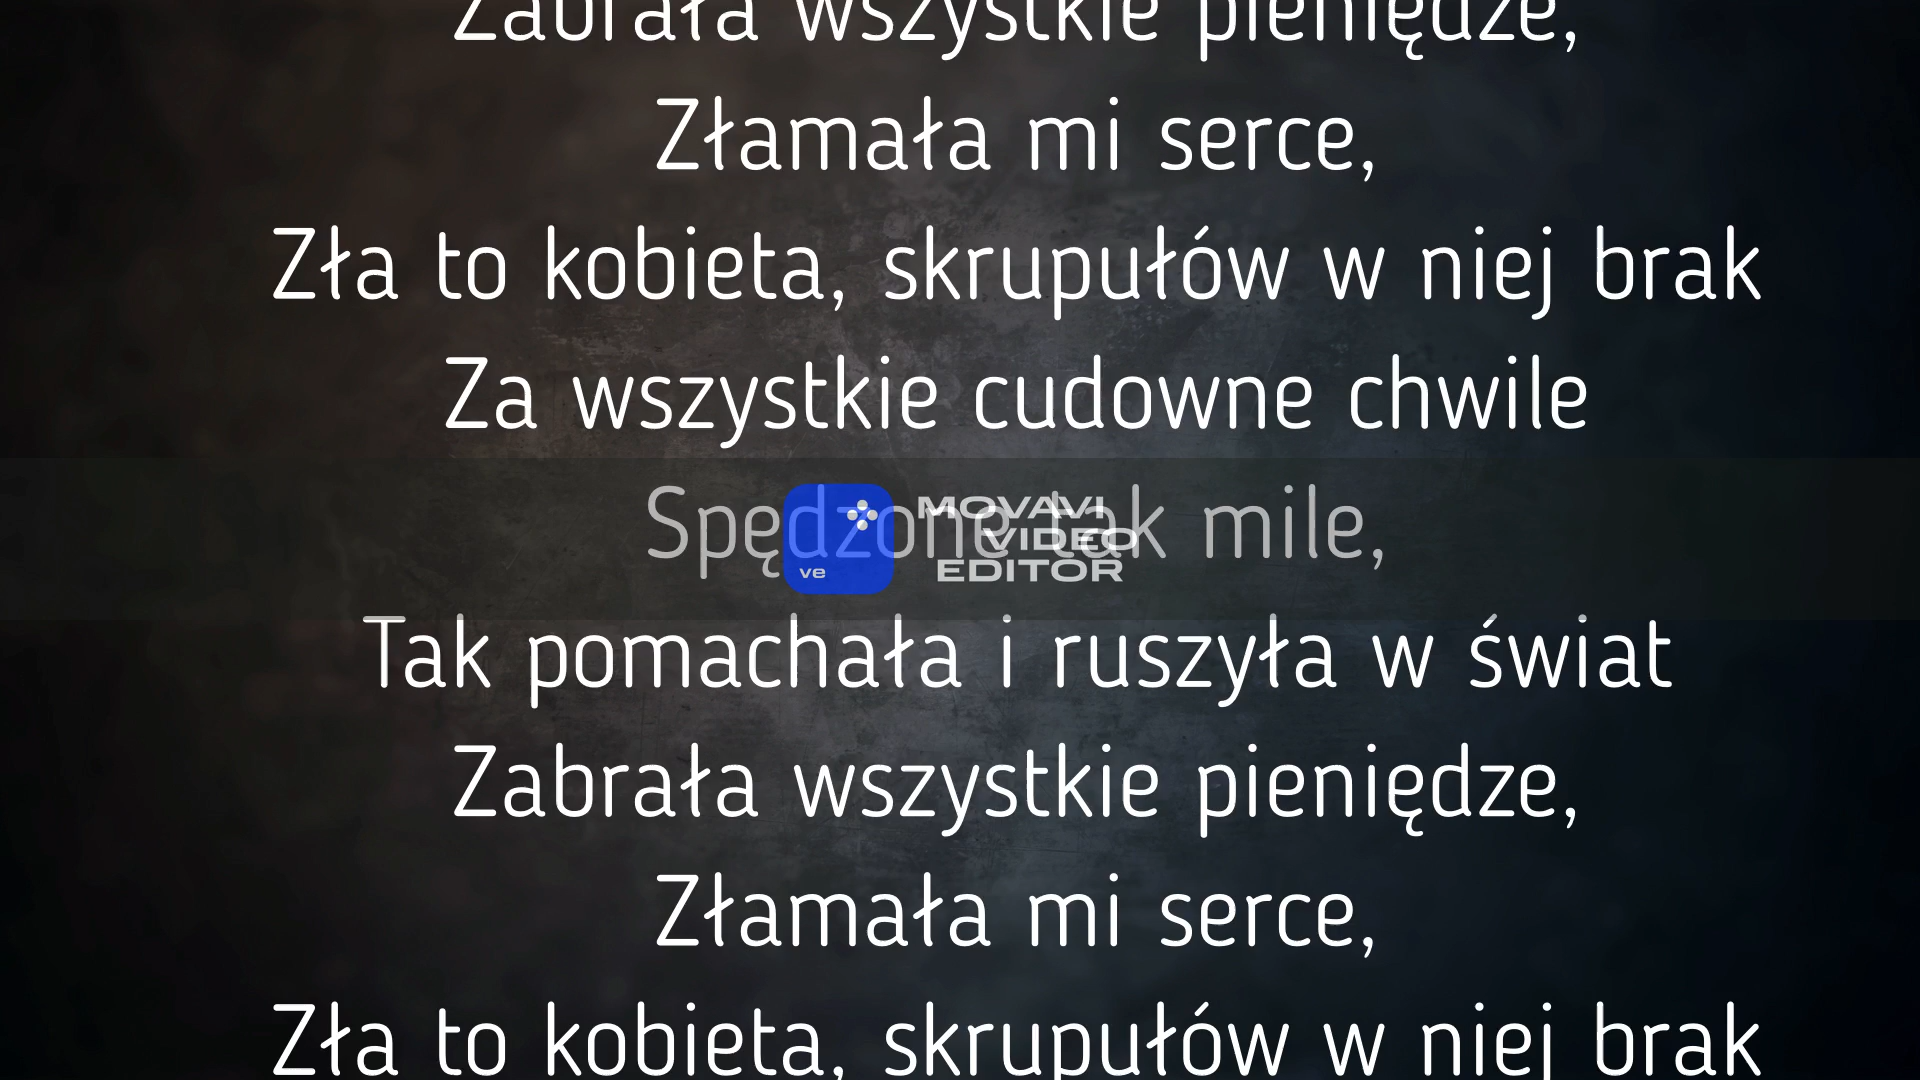 Zabrała wszystkie pieniędze,
Złamała mi serce,
Zła to kobieta, skrupułów w niej brak
Za wszystkie cudowne chwile
Spędzone tak mile,
ve
MOVAVI
VIDEO
EDITOR
Tak pomachała i ruszyła w świat
Zabrała wszystkie pieniędze,
Złamała mi serce,
Zła to kobieta, skrupułów w niej brak